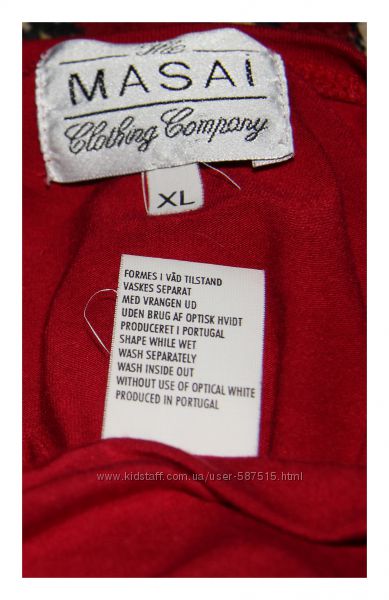 The
MASAI
Clothing Company
XL
FORMES I VÅD TILSTAND
VASKES SEPARAT
MED VRANGEN UD
UDEN BRUG AF OPTISK HVIDT
PRODUCERET I PORTUGAL
SHAPE WHILE WET
WASH SEPARATELY
WASH INSIDE OUT
WITHOUT USE OF OPTICAL WHITE
PRODUCED IN PORTUGAL
www.kidstaff.com.ua/user-587515.html